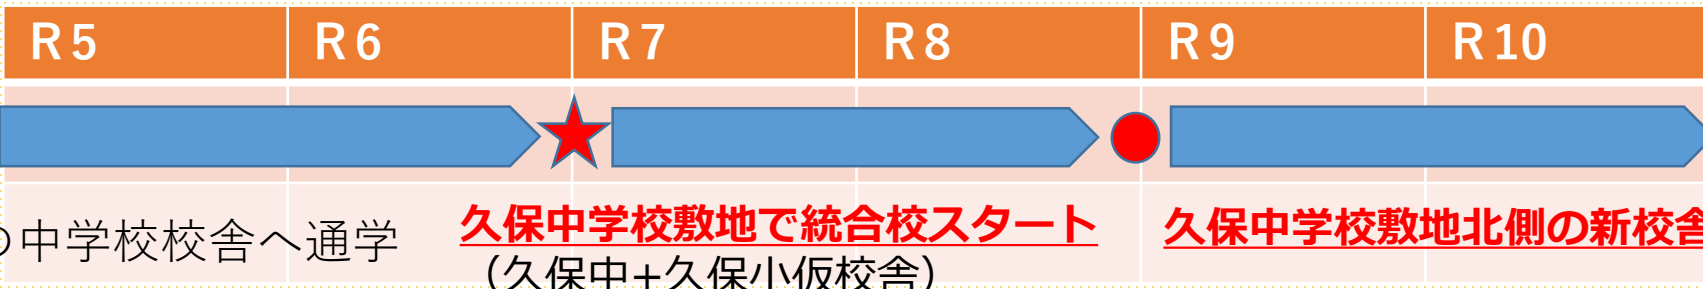 R5 R6 R7 R8 R9 R10
中学校校舎へ通学
久保中学校敷地で統合校スタート
(久保中+久保小仮校舎)
久保中学校敷地北側の新校舎